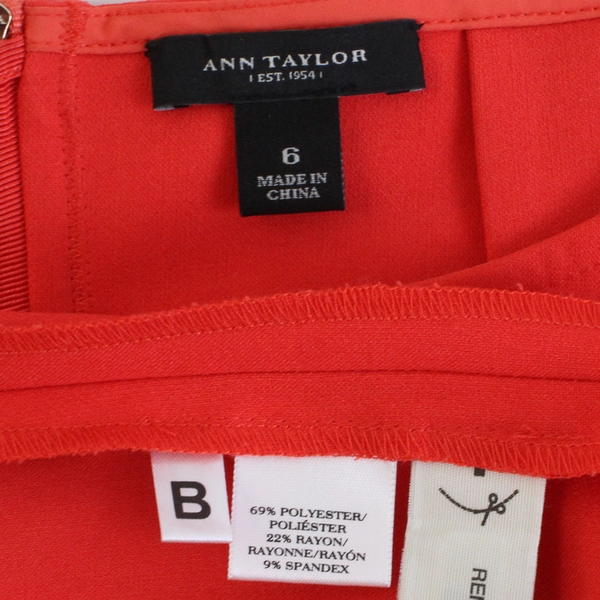 ANN TAYLOR
EST. 1954
6
MADE IN
CHINA
B
69% POLYESTER/
POLIÉSTER
22% RAYON/
RAYONNE/RAYÓN
9% SPANDEX